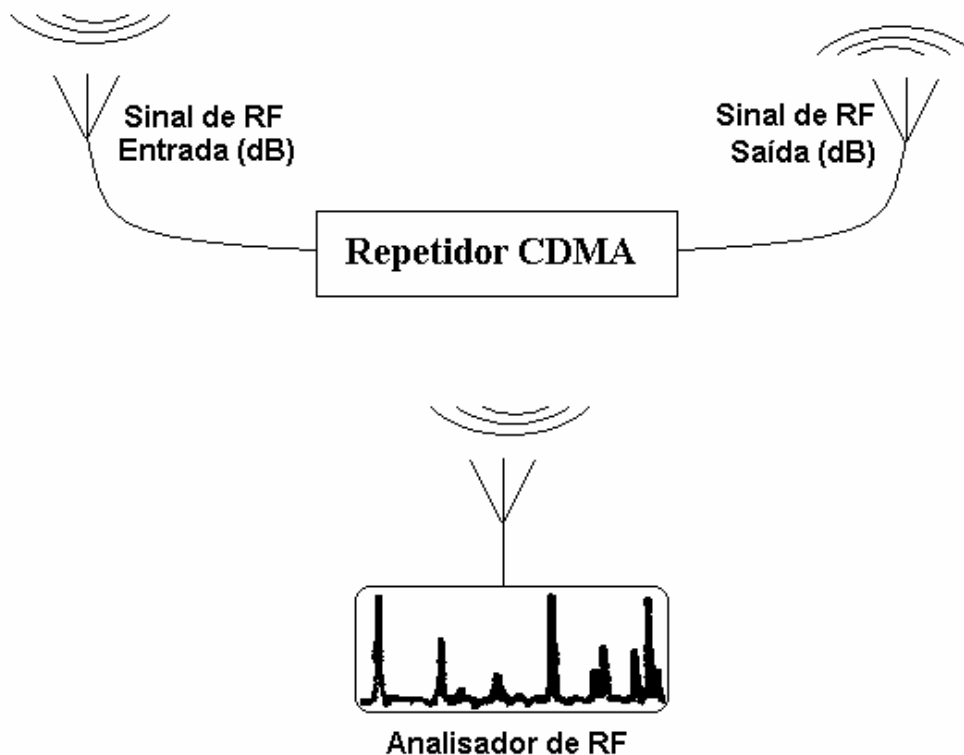 Sinal de RF
Entrada (dB)
Sinal de RF
Saída (dB)
Repetidor CDMA
Analisador de RF